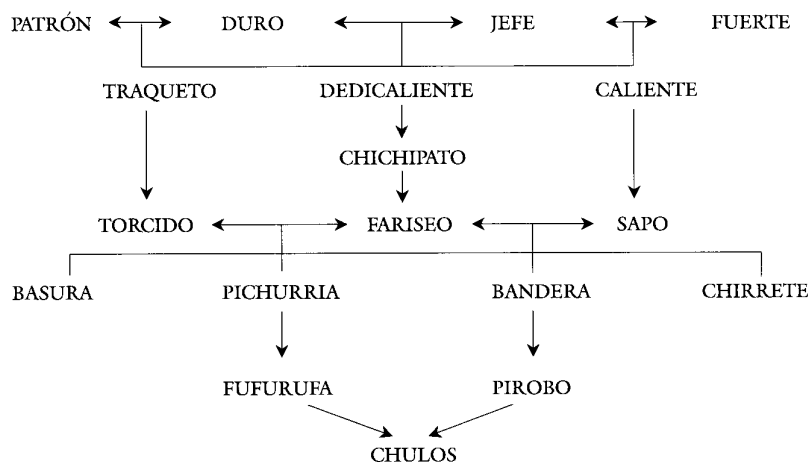 PATRÓN DURO JEFE FUERTE
TRAQUETO DEDICALIENTE CALIENTE
CHICHIPATO
TORCIDO FARISEO SAPO
BASURA PICHURRIA BANDERA CHIRRETE
FUFURUFA PIROBO
CHULOS